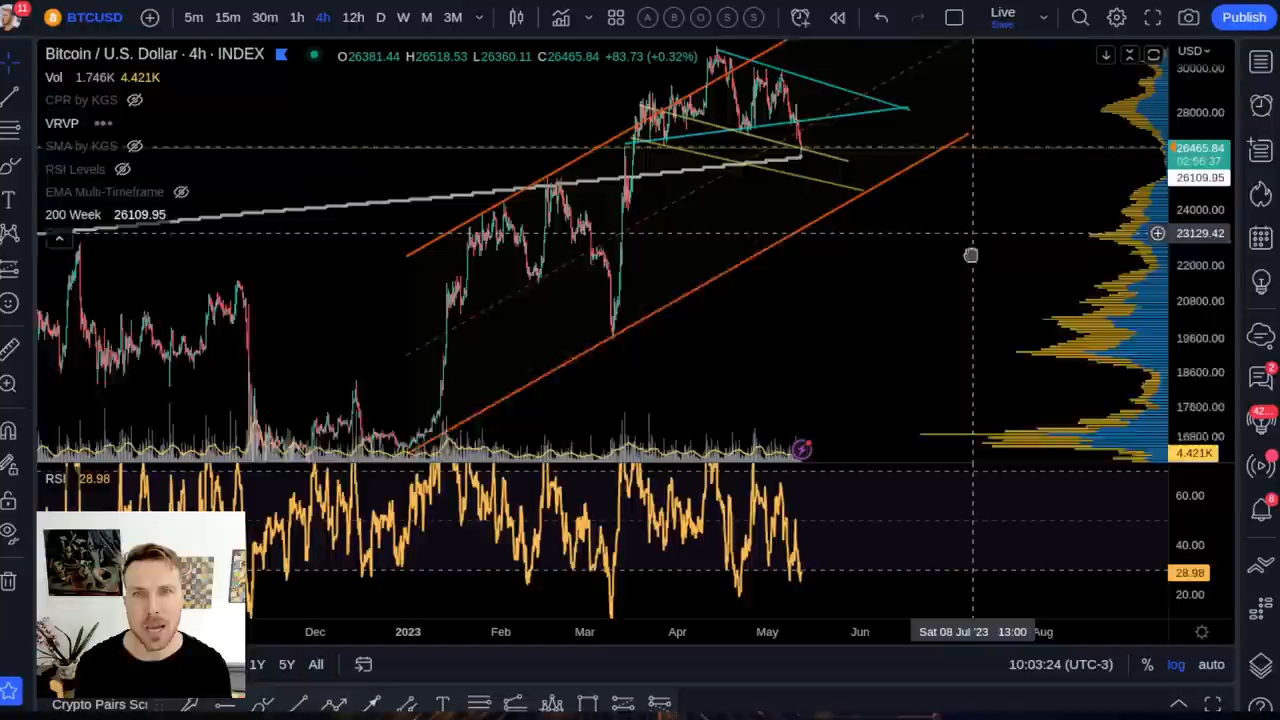 11
BTCUSD
5m 15m 30m 1h 4h 12h D W M 3M
A B O S S
Live
Save
Publish
Bitcoin / U.S. Dollar · 4h · INDEX
O26381.44 H26518.53 L26360.11 C26465.84 +83.73 (+0.32%)
USD
Vol 1.746K 4.421K
CPR by KGS
VRVP
SMA by KGS
RSI Levels
EMA Multi-Timeframe
200 Week 26109.95
30000.00
28000.00
26465.84
02:56:37
26109.95
24000.00
23129.42
22000.00
20800.00
19600.00
18600.00
17600.00
16800.00
4.421K
2
42...
8
RSI 28.98
60.00
40.00
28.98
20.00
Dec 2023 Feb Mar Apr May Jun Sat 08 Jul '23 13:00 Aug
1Y 5Y All
10:03:24 (UTC-3) % log auto
Crypto Pairs Scr